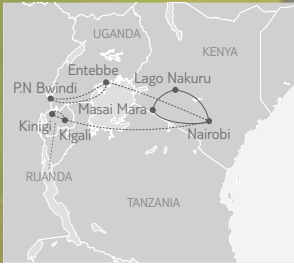 UGANDA
KENYA
Entebbe
Lago Nakuru
P.N Bwindi
Masai Mara
Kinigi
Kigali
Nairobi
RUANDA
TANZANIA